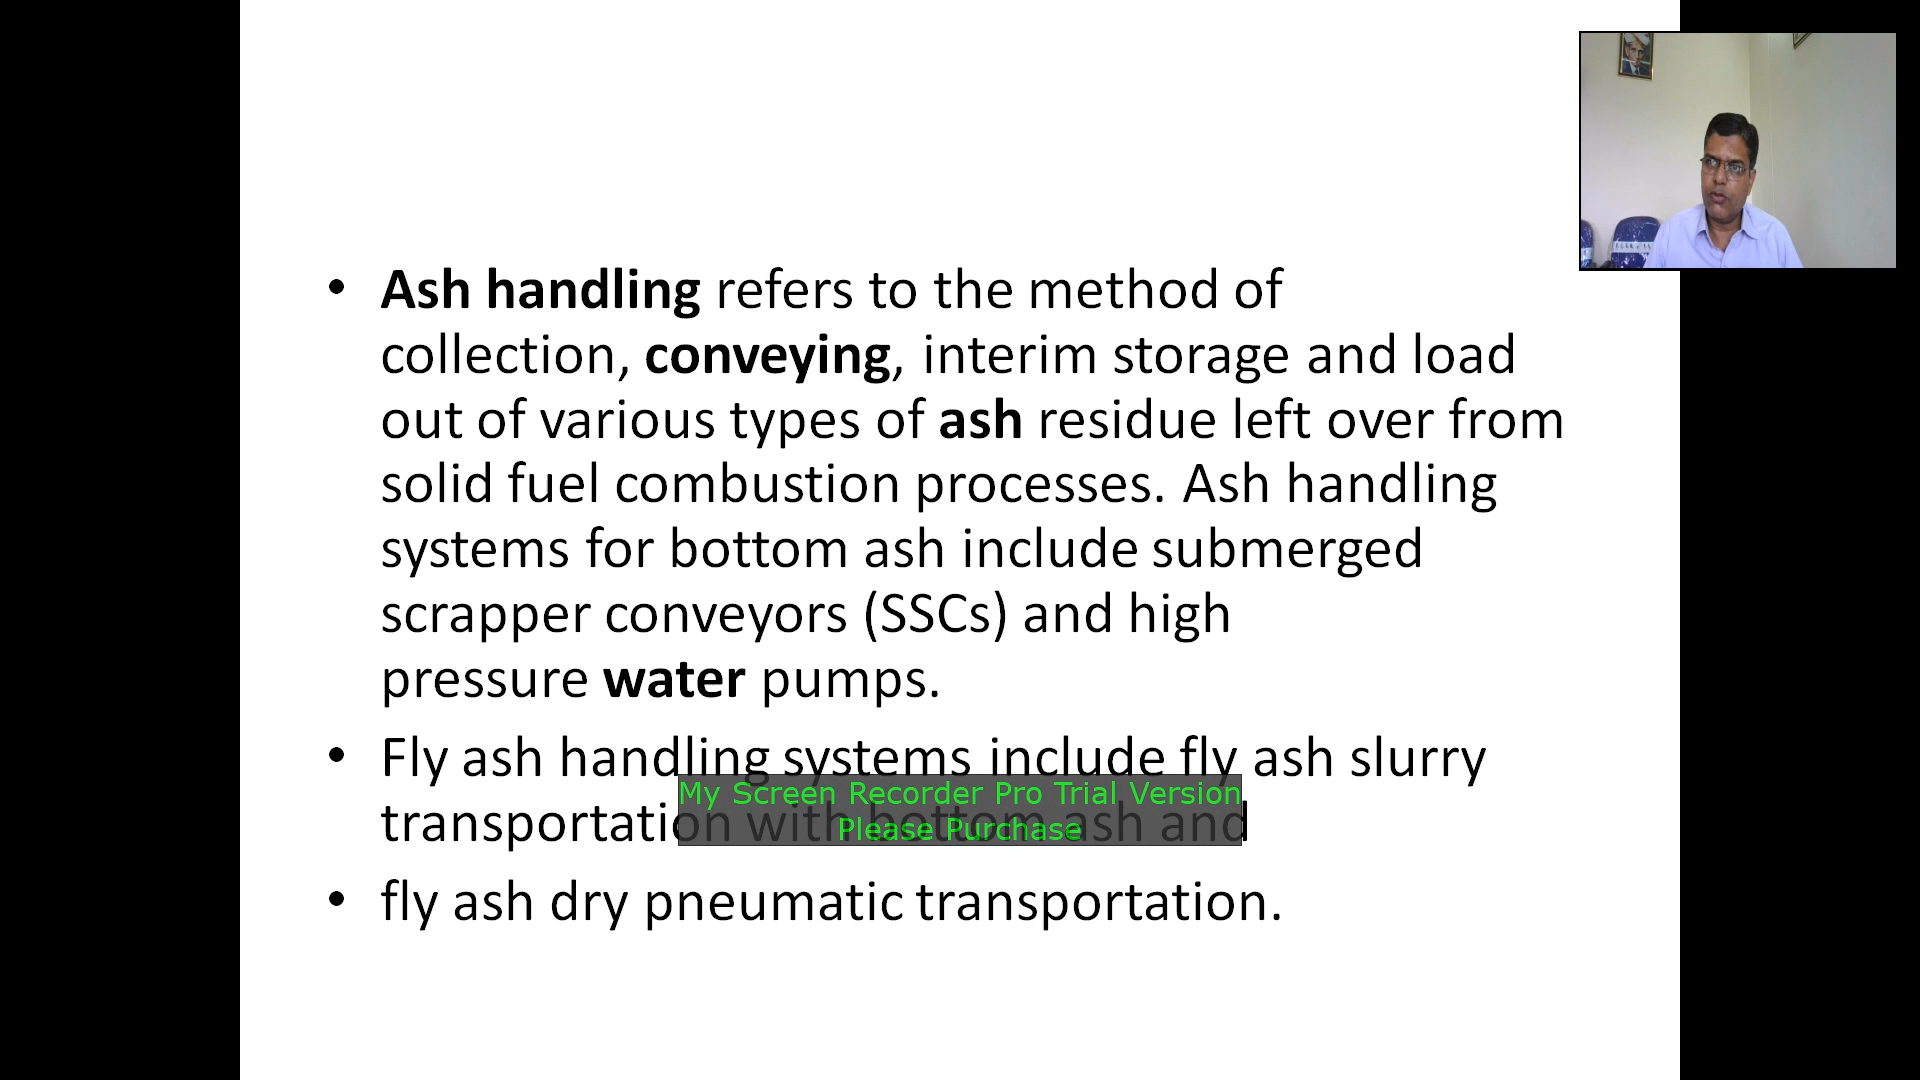 • Ash handling refers to the method of
collection, conveying, interim storage and load
out of various types of ash residue left over from
solid fuel combustion processes. Ash handling
systems for bottom ash include submerged
scrapper conveyors (SSCs) and high
pressure water pumps.
• Fly ash handling systems include fly ash slurry
transportation with bottom ash and
My Screen Recorder Pro Trial Version
Please Purchase
• fly ash dry pneumatic transportation.